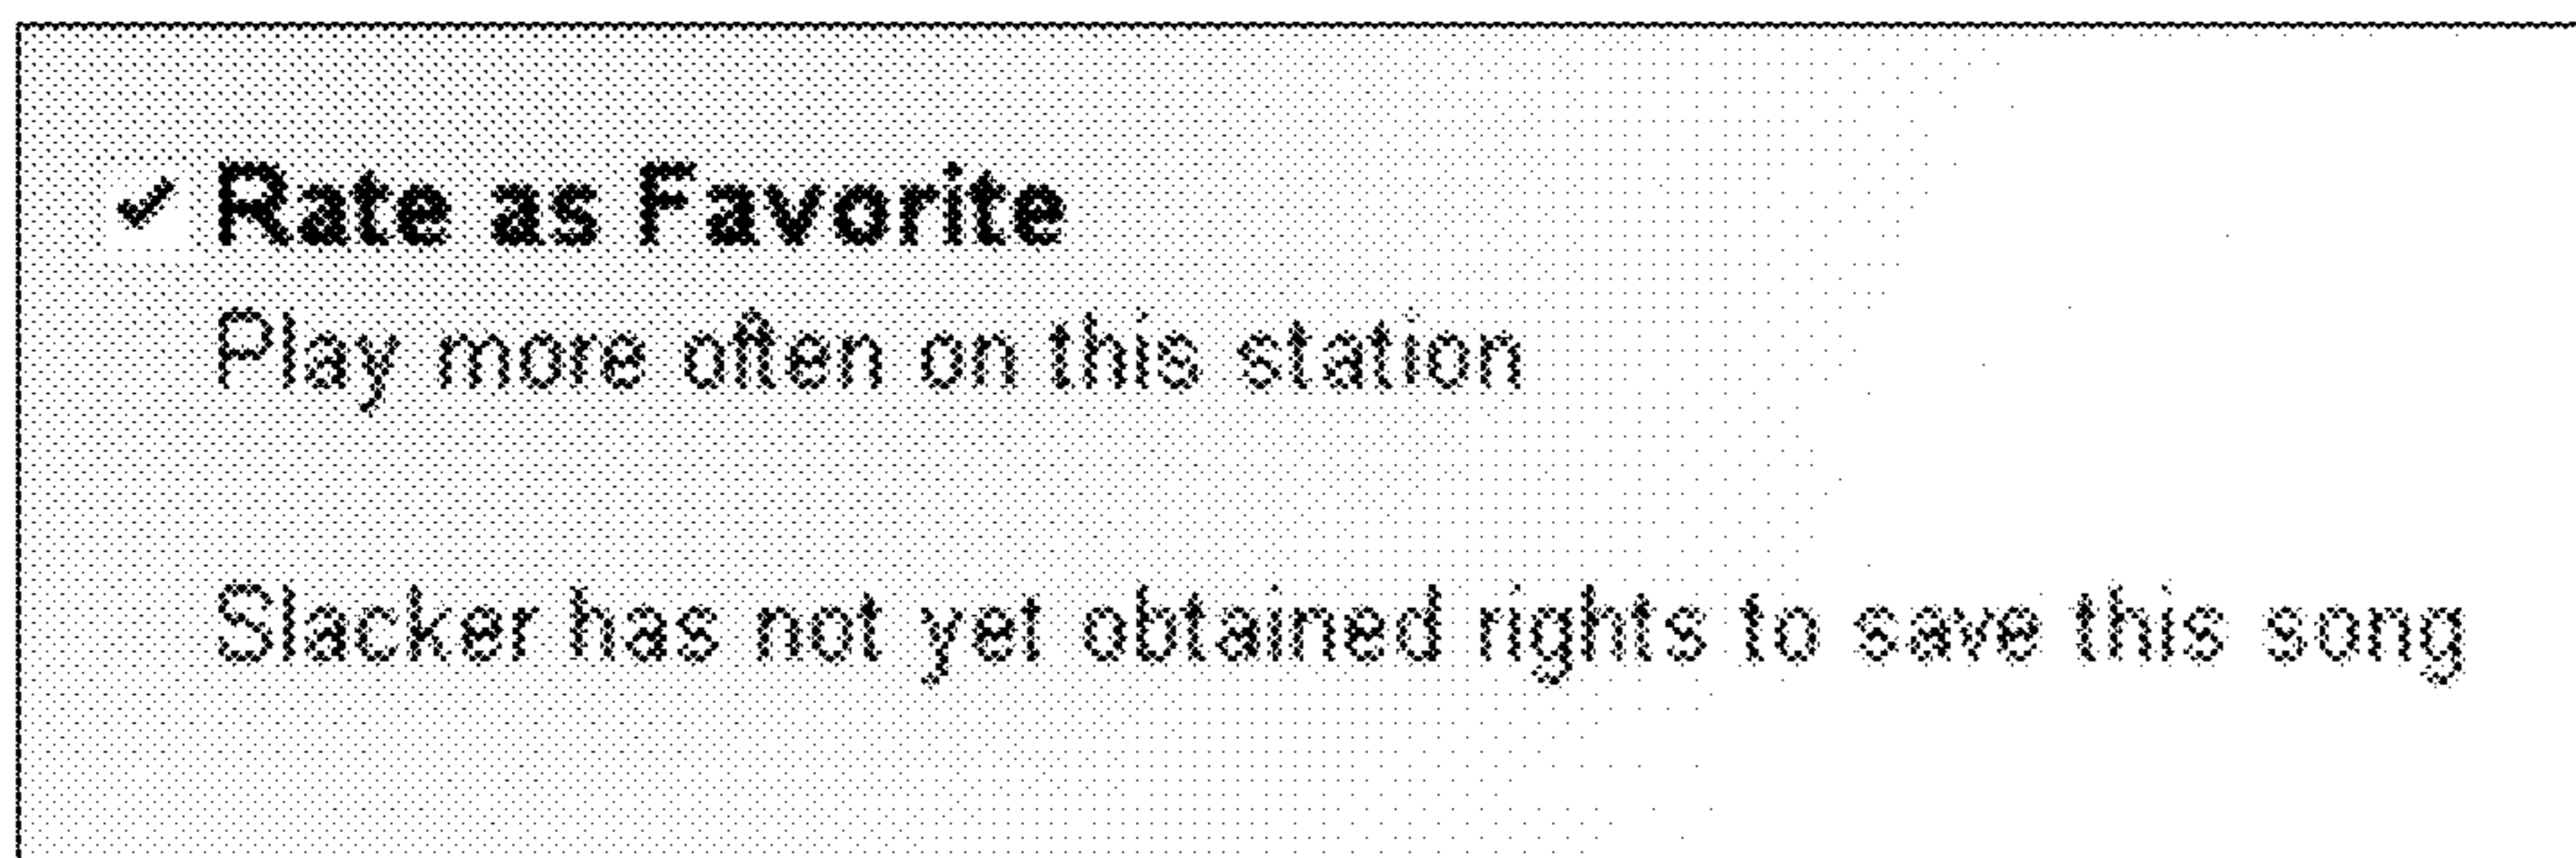 ✓ Rate as Favorite
Play more often on this station
Slacker has not yet obtained rights to save this song